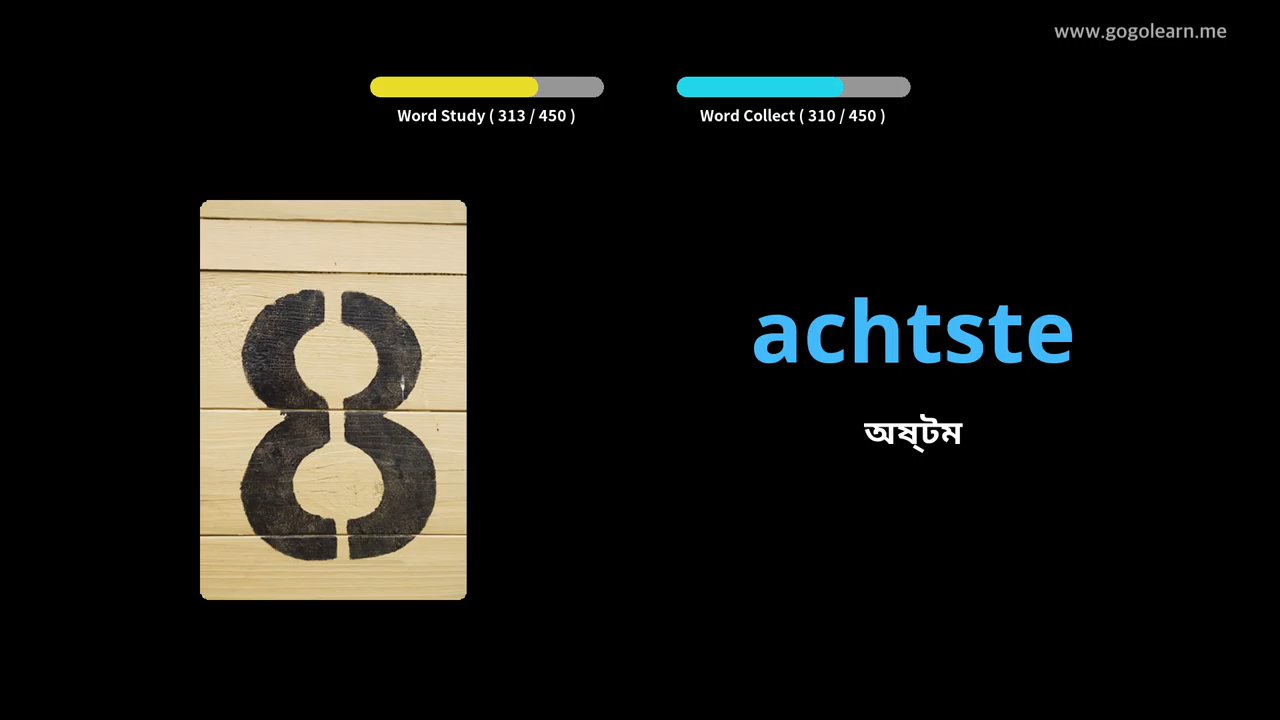 www.gogolearn.me
Word Study ( 313 / 450 )
Word Collect ( 310 / 450 )
8
achtste
অষ্টম